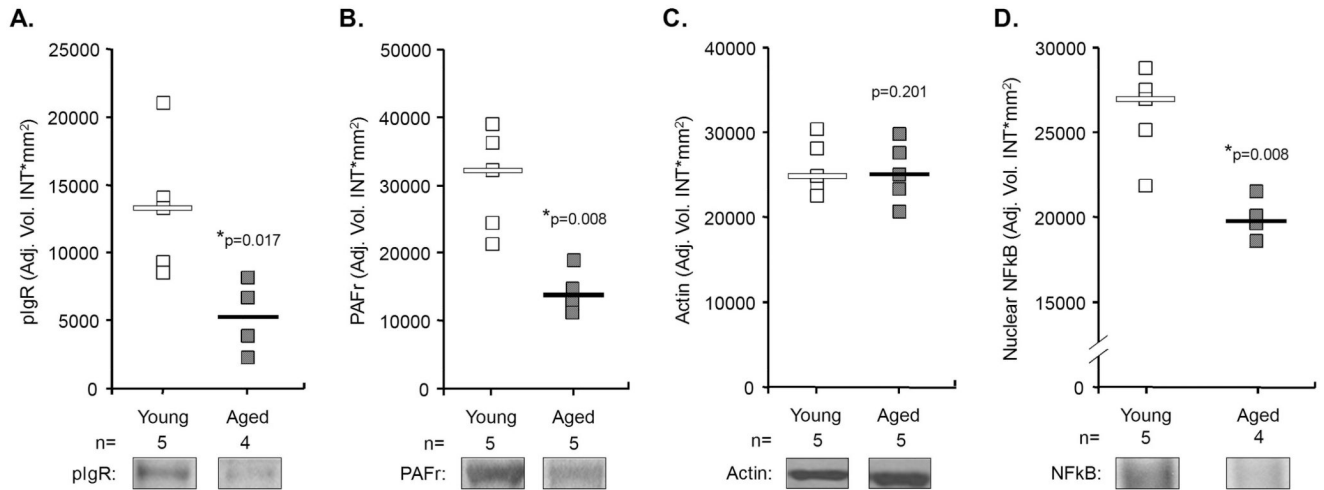 A.
pIgR (Adj. Vol. INT*mm²)
25000
20000
15000
10000
5000
0
*p=0.017
Young Aged
n= 5 4
pIgR:
B.
PAFr (Adj. Vol. INT*mm²)
50000
40000
30000
20000
10000
0
*p=0.008
Young Aged
5 5
PAFr:
C.
Actin (Adj. Vol. INT*mm²)
40000
30000
20000
10000
0
p=0.201
Young Aged
5 5
Actin:
D.
Nuclear NFkB (Adj. Vol. INT*mm²)
30000
25000
20000
15000
0
*p=0.008
Young Aged
n= 5 4
NFkB: